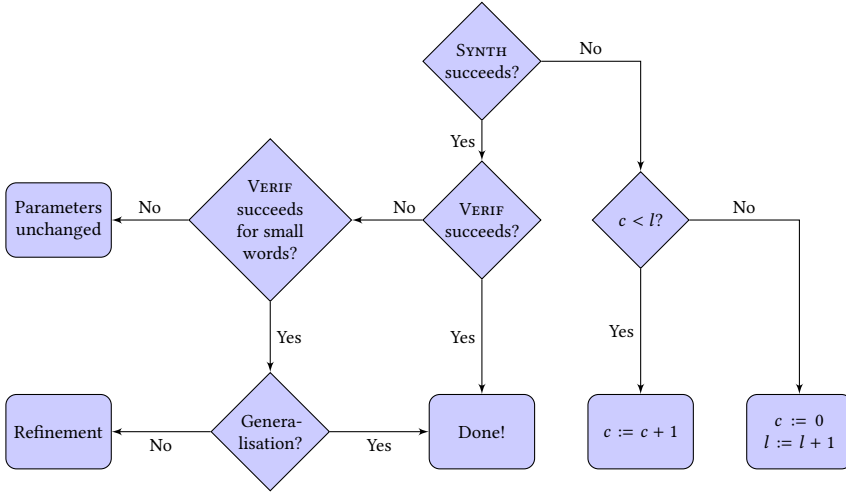 SYNTH
succeeds?
No
Yes
Parameters
unchanged
No
VERIF
succeeds
for small
words?
No
VERIF
succeeds?
c < l?
No
Yes
Yes
Yes
Refinement
No
Genera-
lisation?
Yes
Done!
c := c + 1
c := 0
l := l + 1